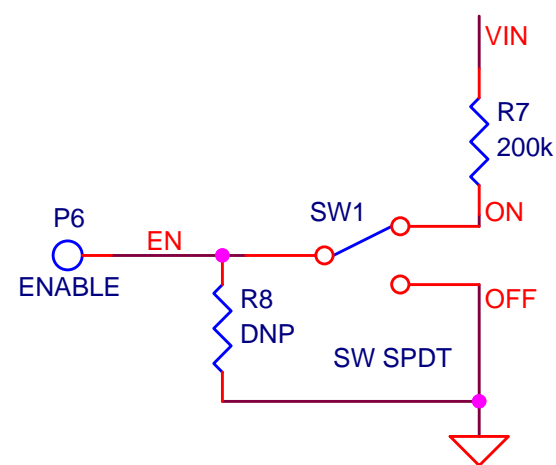 VIN
R7
200k
P6
EN
SW1
ON
ENABLE
R8
DNP
OFF
SW SPDT